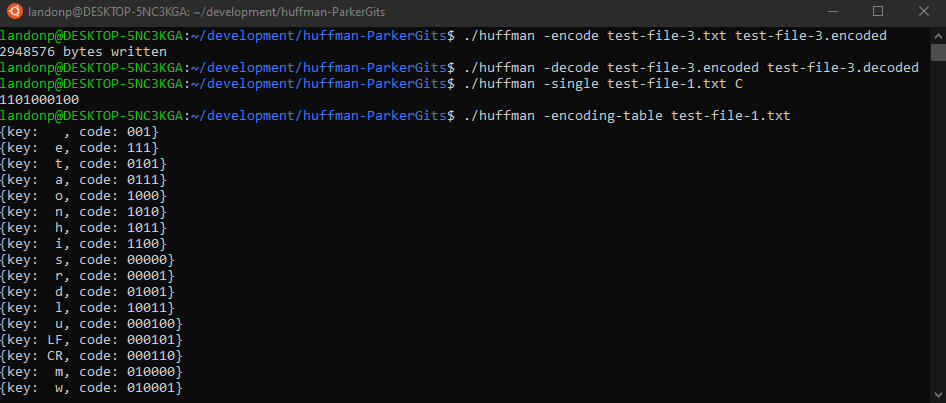 landonp@DESKTOP-5NC3KGA: ~/development/huffman-ParkerGits
landonp@DESKTOP-5NC3KGA:~/development/huffman-ParkerGits$ ./huffman -encode test-file-3.txt test-file-3.encoded
2948576 bytes written
landonp@DESKTOP-5NC3KGA:~/development/huffman-ParkerGits$ ./huffman -decode test-file-3.encoded test-file-3.decoded
landonp@DESKTOP-5NC3KGA:~/development/huffman-ParkerGits$ ./huffman -single test-file-1.txt C
1101000100
landonp@DESKTOP-5NC3KGA:~/development/huffman-ParkerGits$ ./huffman -encoding-table test-file-1.txt
{key:   , code: 001}
{key:  e, code: 111}
{key:  t, code: 0101}
{key:  a, code: 0111}
{key:  o, code: 1000}
{key:  n, code: 1010}
{key:  h, code: 1011}
{key:  i, code: 1100}
{key:  s, code: 00000}
{key:  r, code: 00001}
{key:  d, code: 01001}
{key:  l, code: 10011}
{key:  u, code: 000100}
{key: LF, code: 000101}
{key: CR, code: 000110}
{key:  m, code: 010000}
{key:  w, code: 010001}